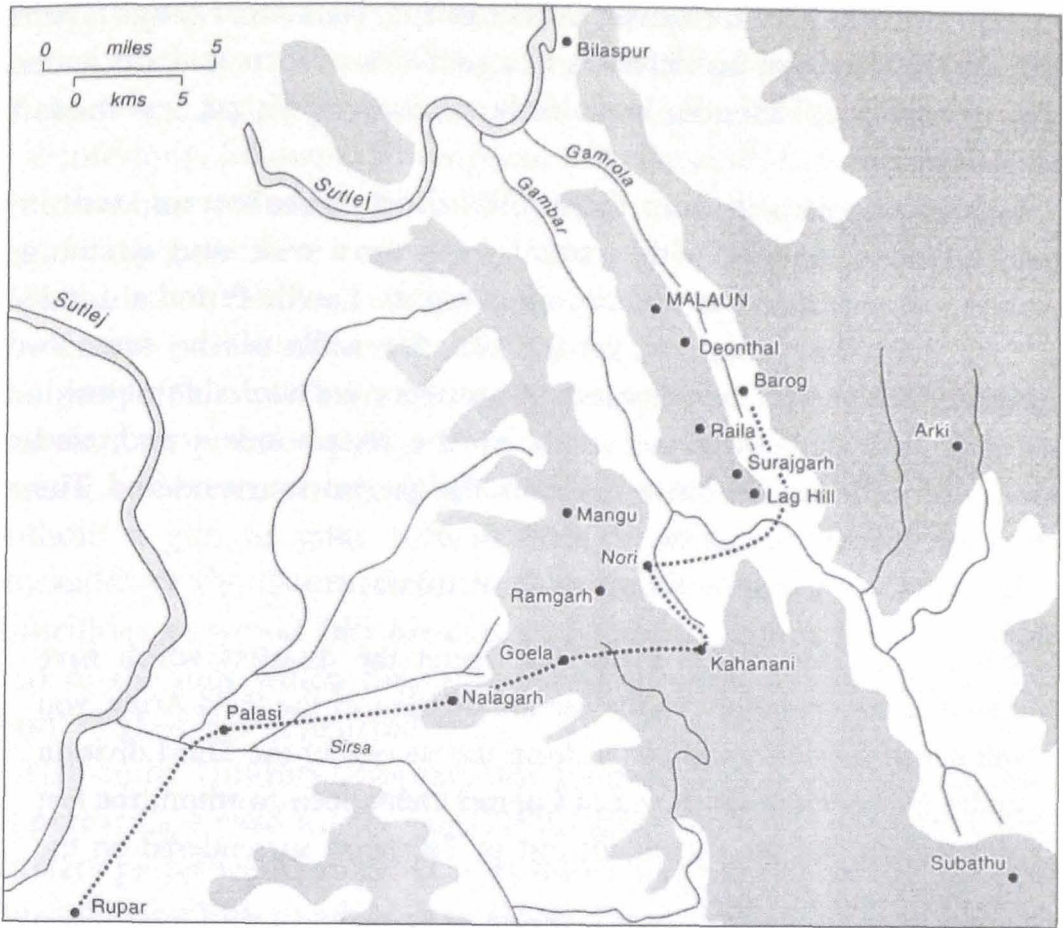 0 miles 5
0 kms 5
Bilaspur
Gamrola
Gambar
Sutlej
Sutlej
MALAUN
Deonthal
Barog
Raila
Arki
Surajgarh
Lag Hill
Mangu
Nori
Ramgarh
Goela
Kahanani
Nalagarh
Palasi
Sirsa
Subathu
Rupar